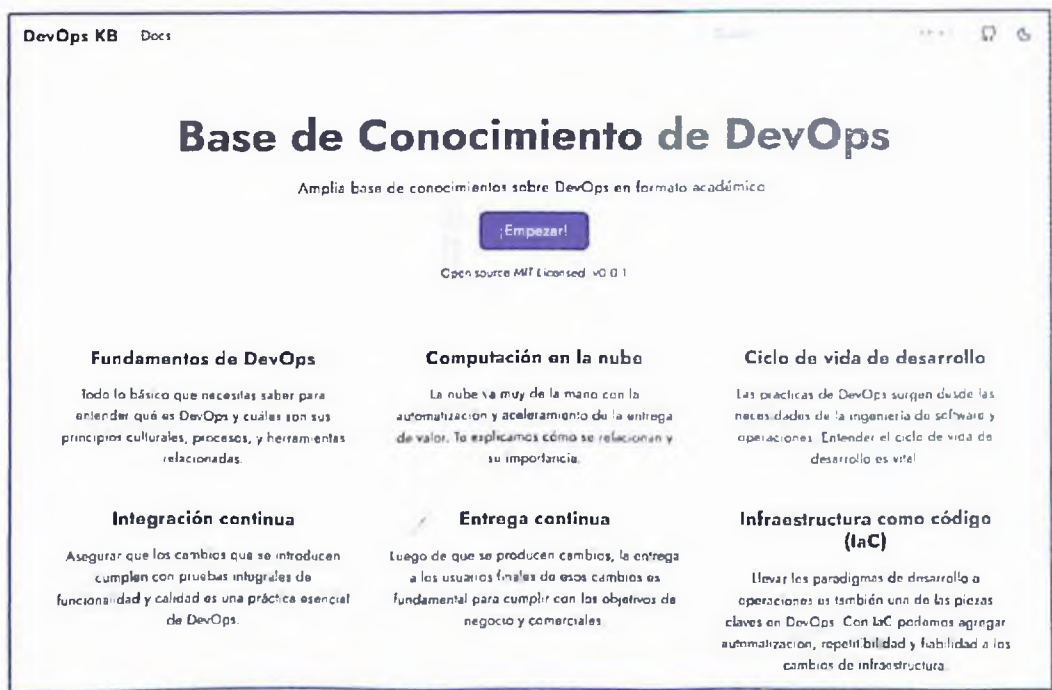 DevOps KB Docs
Base de Conocimiento de DevOps
Amplia base de conocimientos sobre DevOps en formato académico
¡Empezar!
Open source MIT Licensed v0.0.1
Fundamentos de DevOps
Todo lo básico que necesitas saber para
entender qué es DevOps y cuáles son sus
principios culturales, procesos, y herramientas
relacionadas.
Computación en la nube
La nube va muy de la mano con la
automatización y aceleramiento de la entrega
de valor. Te explicamos cómo se relacionan y
su importancia.
Ciclo de vida de desarrollo
Las prácticas de DevOps surgen desde las
necesidades de la ingeniería de software y
operaciones. Entender el ciclo de vida de
desarrollo es vital
Integración continua
Asegurar que los cambios que se introducen
cumplen con pruebas integrales de
funcionalidad y calidad es una práctica esencial
de DevOps.
Entrega continua
Luego de que se producen cambios, la entrega
a los usuarios finales de esos cambios es
fundamental para cumplir con los objetivos de
negocio y comerciales
Infraestructura como código
(IaC)
Llevar los paradigmas de desarrollo a
operaciones es también una de las piezas
claves en DevOps. Con IaC podemos agregar
automatización, repetitibilidad y fiabilidad a los
cambios de infraestructura.